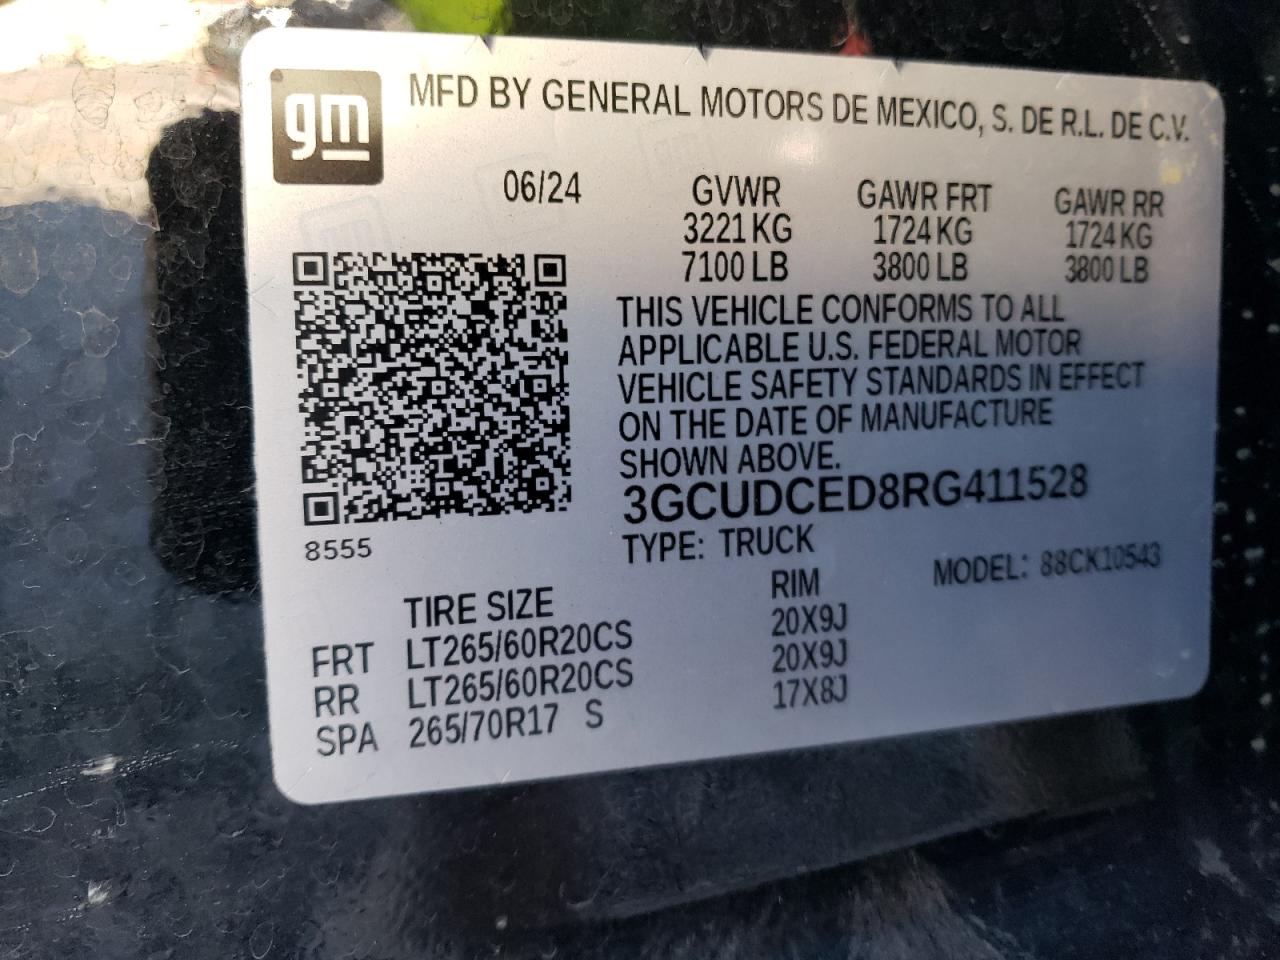 gm
MFD BY GENERAL MOTORS DE MEXICO, S. DE R.L. DE C.V.
06/24 GVWR GAWR FRT GAWR RR
3221 KG 1724 KG 1724 KG
7100 LB 3800 LB 3800 LB
THIS VEHICLE CONFORMS TO ALL
APPLICABLE U.S. FEDERAL MOTOR
VEHICLE SAFETY STANDARDS IN EFFECT
ON THE DATE OF MANUFACTURE
SHOWN ABOVE.
3GCUDCED8RG411528
8555
TYPE: TRUCK MODEL: 88CK10543
TIRE SIZE RIM
FRT LT265/60R20CS 20X9J
RR LT265/60R20CS 20X9J
SPA 265/70R17 S 17X8J